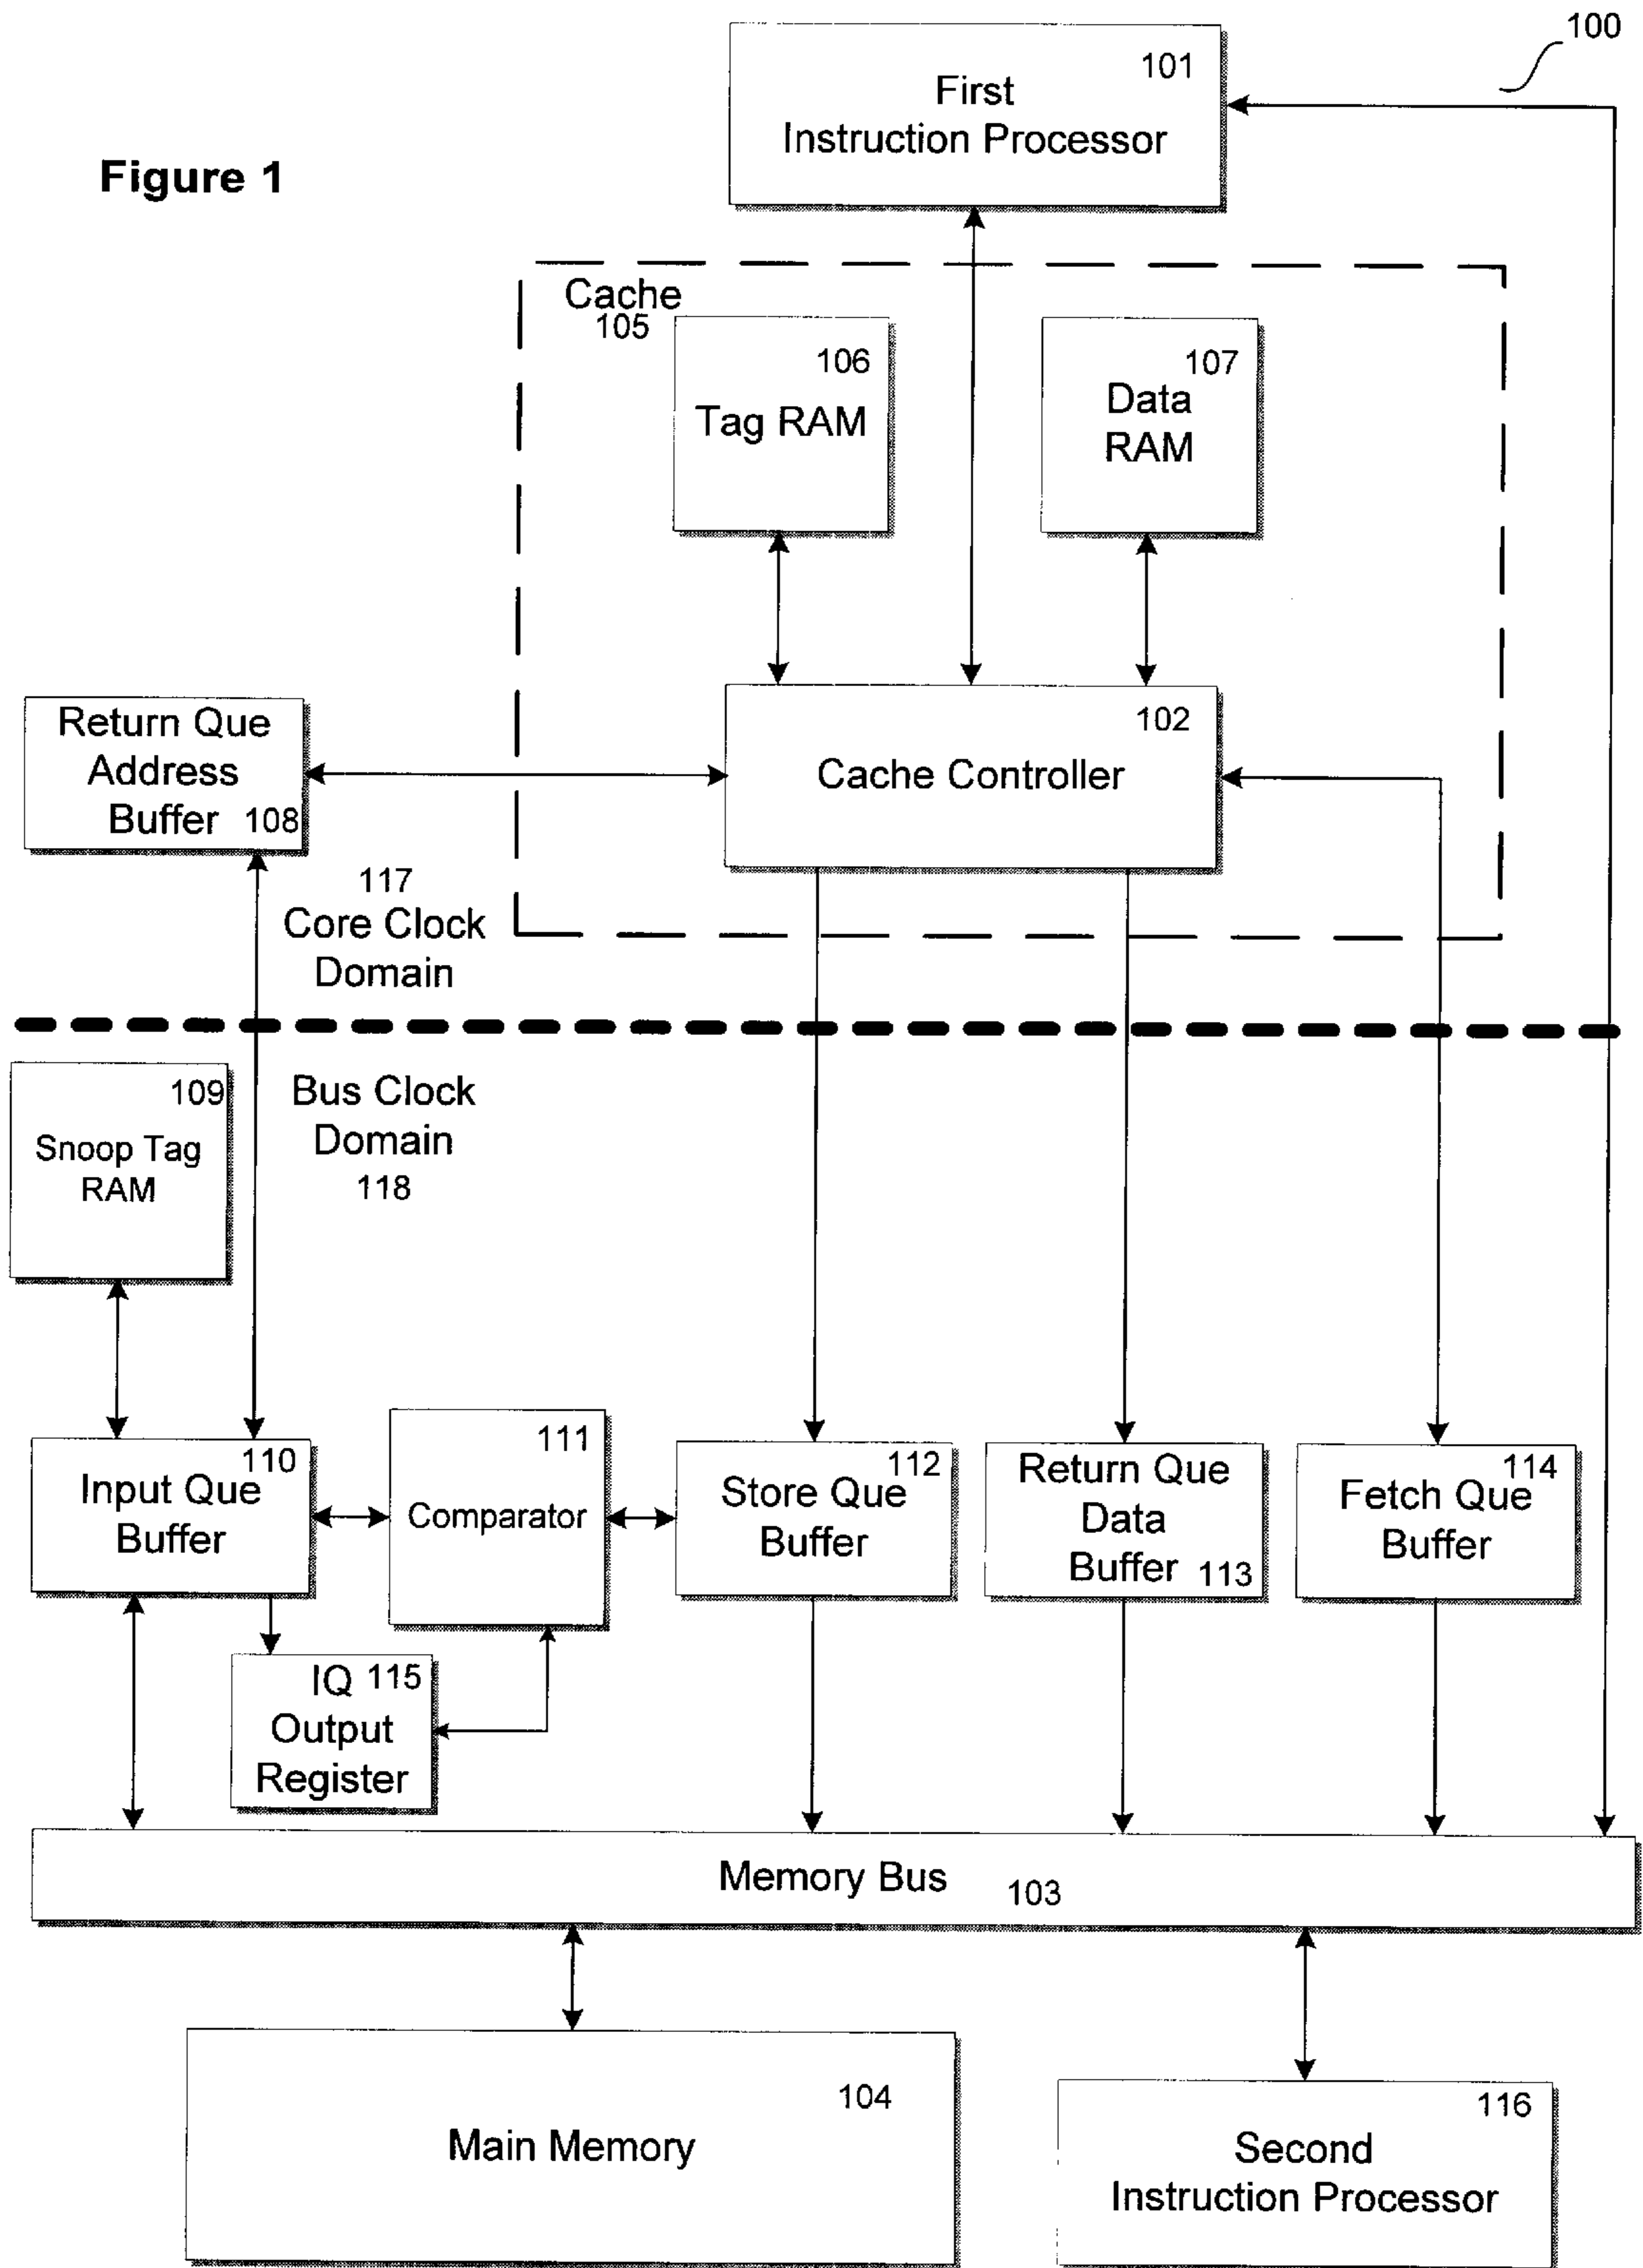 100
101
First
Instruction Processor
Figure 1
Cache
105
106
Tag RAM
107
Data
RAM
Return Que
Address
Buffer 108
102
Cache Controller
117
Core Clock
Domain
109
Snoop Tag
RAM
Bus Clock
Domain
118
110
Input Que
Buffer
111
Comparator
112
Store Que
Buffer
Return Que
Data
Buffer 113
114
Fetch Que
Buffer
IQ 115
Output
Register
Memory Bus 103
104
Main Memory
116
Second
Instruction Processor